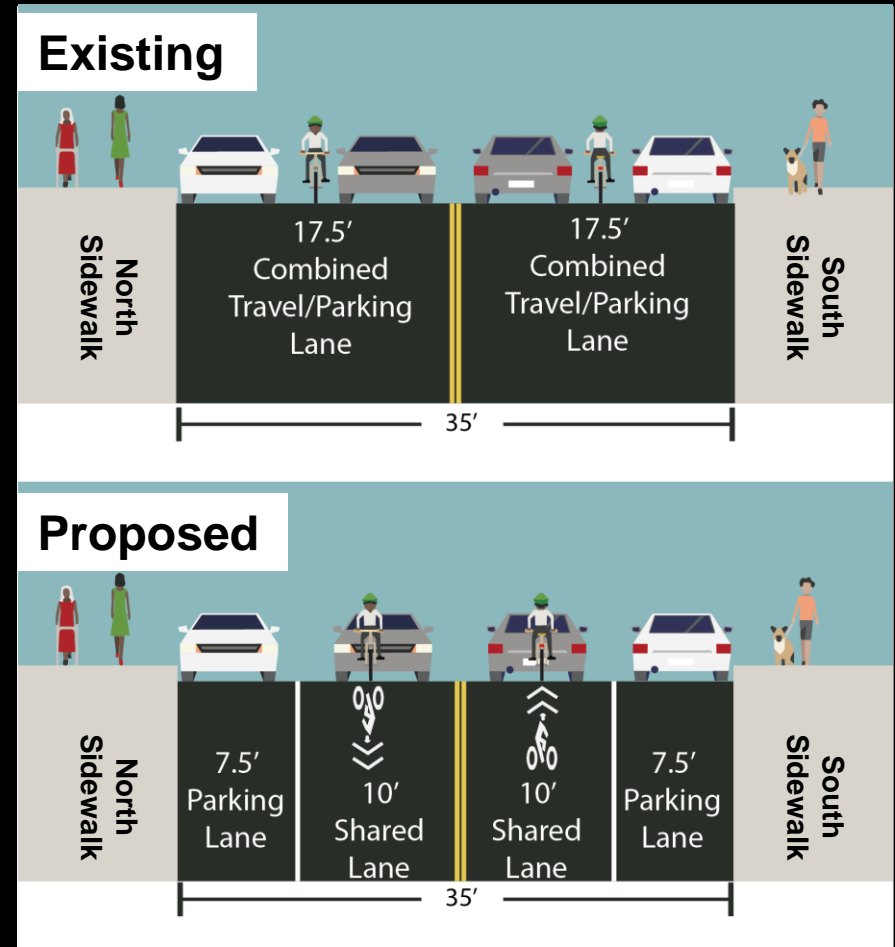 Existing
North
Sidewalk
17.5’
Combined
Travel/Parking
Lane
17.5’
Combined
Travel/Parking
Lane
South
Sidewalk
35’
Proposed
North
Sidewalk
7.5’
Parking
Lane
10’
Shared
Lane
10’
Shared
Lane
7.5’
Parking
Lane
South
Sidewalk
35’